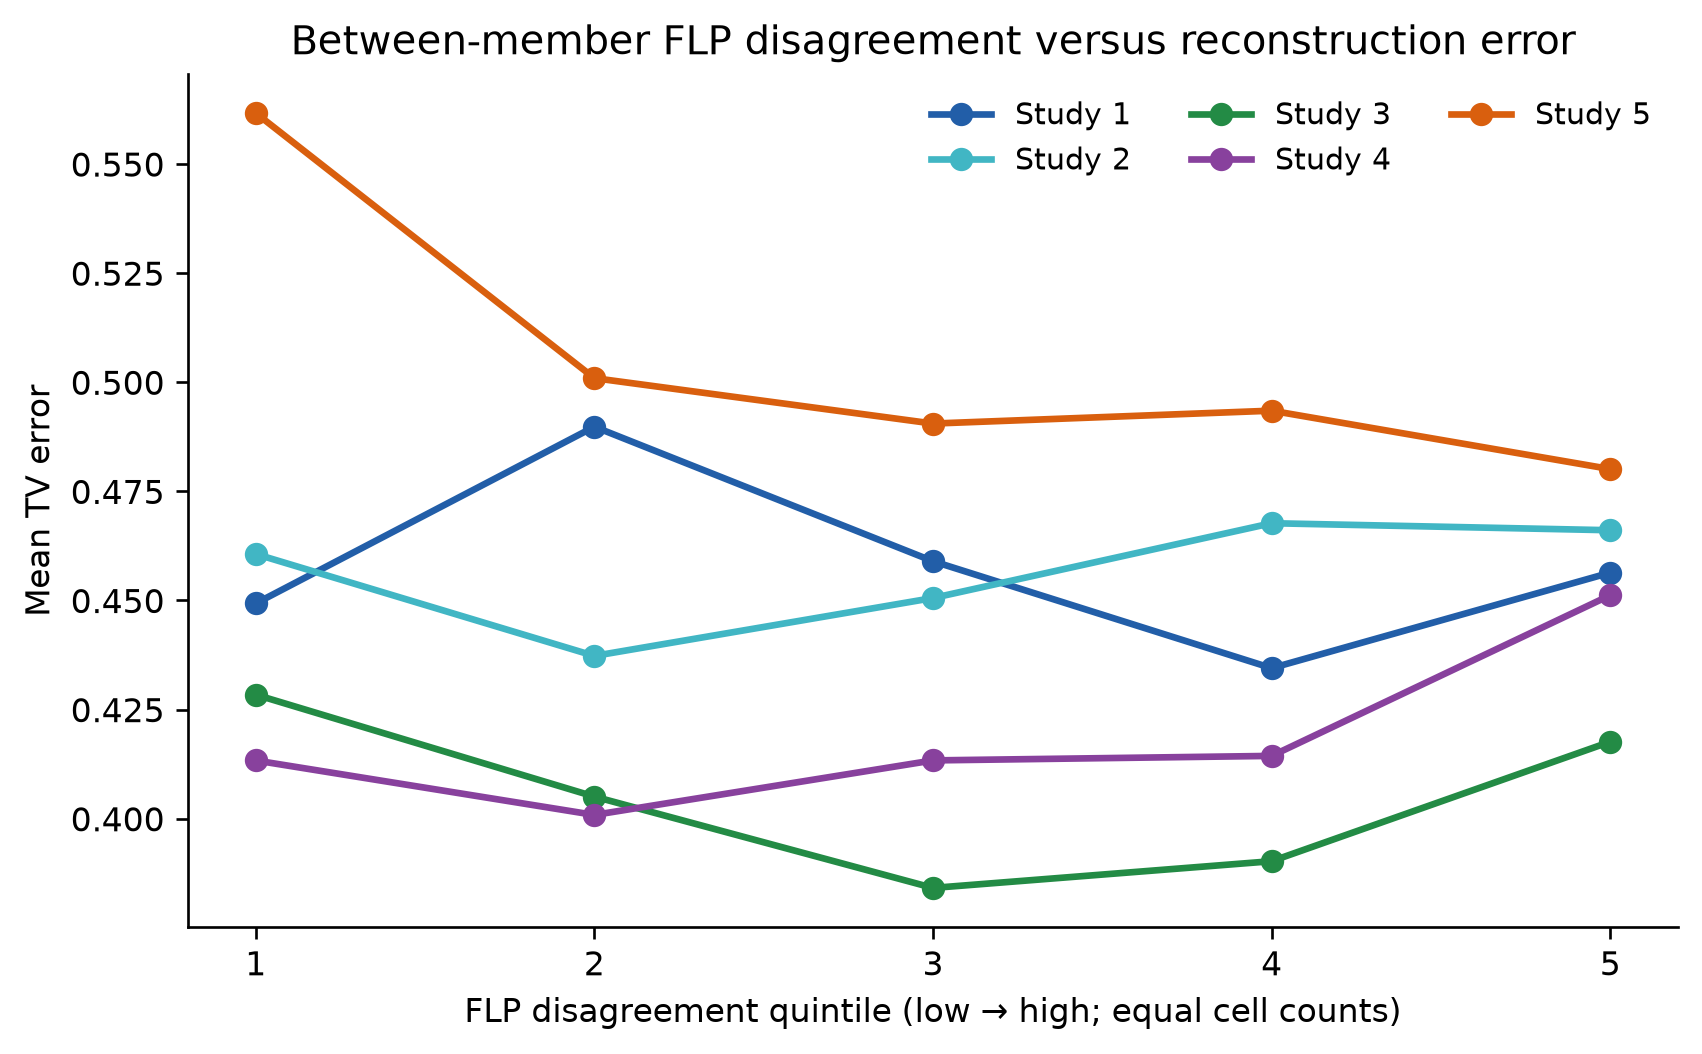 Between-member FLP disagreement versus reconstruction error
Study 1
Study 3
Study 5
Study 2
Study 4
Mean TV error
0.550
0.525
0.500
0.475
0.450
0.425
0.400
1 2 3 4 5
FLP disagreement quintile (low → high; equal cell counts)